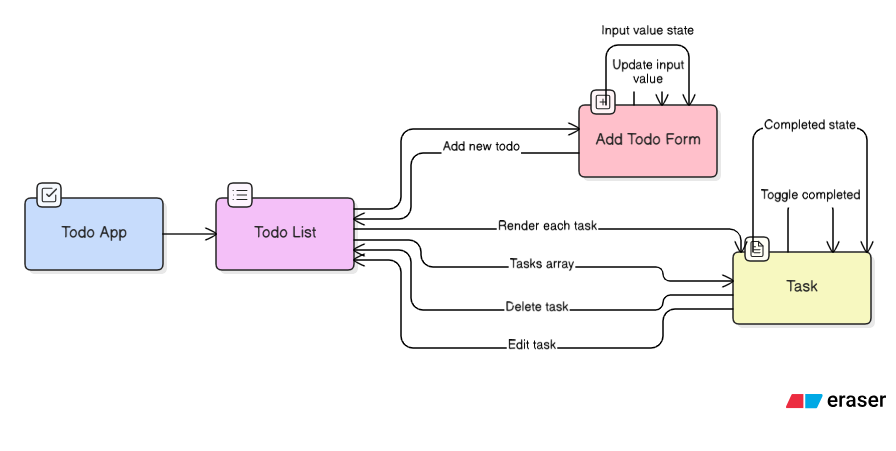 Input value state
Update input
value
Add Todo Form
Completed state
Add new todo
Toggle completed
Todo App
Todo List
Render each task
Tasks array
Task
Delete task
Edit task
eraser